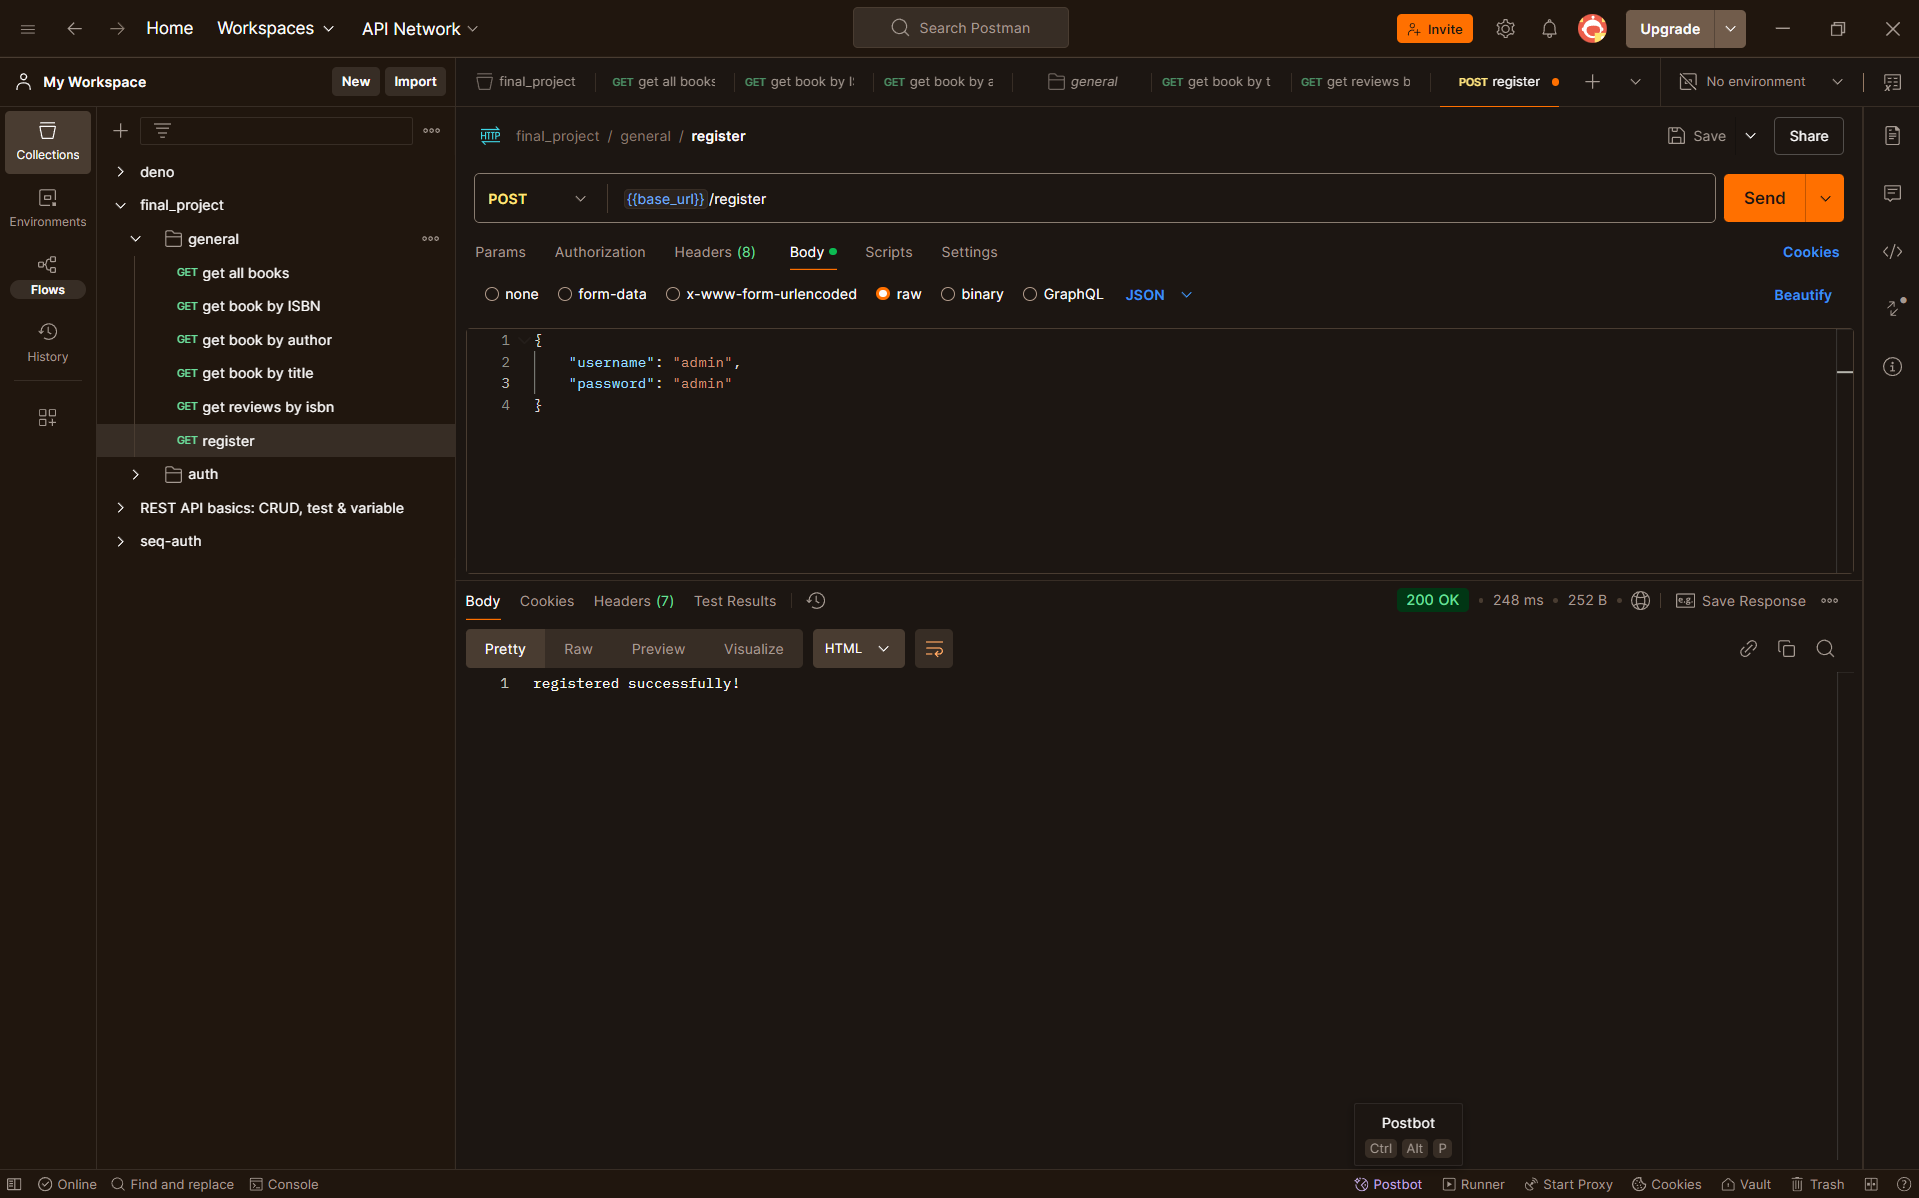 Home
Workspaces
API Network
Search Postman
Invite
Upgrade
My Workspace
New
Import
final_project
GET get all books
GET get book by I
GET get book by a
general
GET get book by t
GET get reviews b
POST register
No environment
Collections
Environments
Flows
History
deno
final_project
general
GET get all books
GET get book by ISBN
GET get book by author
GET get book by title
GET get reviews by isbn
GET register
auth
REST API basics: CRUD, test & variable
seq-auth
HTTP final_project / general / register
Save
Share
POST
{{base_url}}/register
Send
Params
Authorization
Headers (8)
Body
Scripts
Settings
Cookies
none
form-data
x-www-form-urlencoded
raw
binary
GraphQL
JSON
Beautify
1 {
2 "username": "admin",
3 "password": "admin"
4 }
Body
Cookies
Headers (7)
Test Results
200 OK
248 ms
252 B
e.g. Save Response
Pretty
Raw
Preview
Visualize
HTML
1 registered successfully!
Postbot
Ctrl Alt P
Online
Find and replace
Console
Postbot
Runner
Start Proxy
Cookies
Vault
Trash